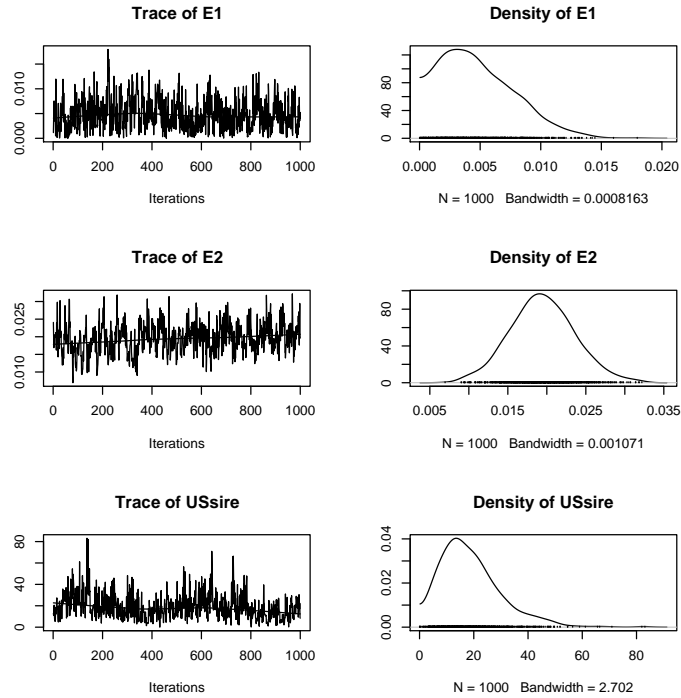 Trace of E1
0.000 0.010
0 200 400 600 800 1000
Iterations
Density of E1
0 40 80
0.000 0.005 0.010 0.015 0.020
N = 1000 Bandwidth = 0.0008163
Trace of E2
0.010 0.025
0 200 400 600 800 1000
Iterations
Density of E2
0 40 80
0.005 0.015 0.025 0.035
N = 1000 Bandwidth = 0.001071
Trace of USsire
0 40 80
0 200 400 600 800 1000
Iterations
Density of USsire
0.00 0.02 0.04
0 20 40 60 80
N = 1000 Bandwidth = 2.702